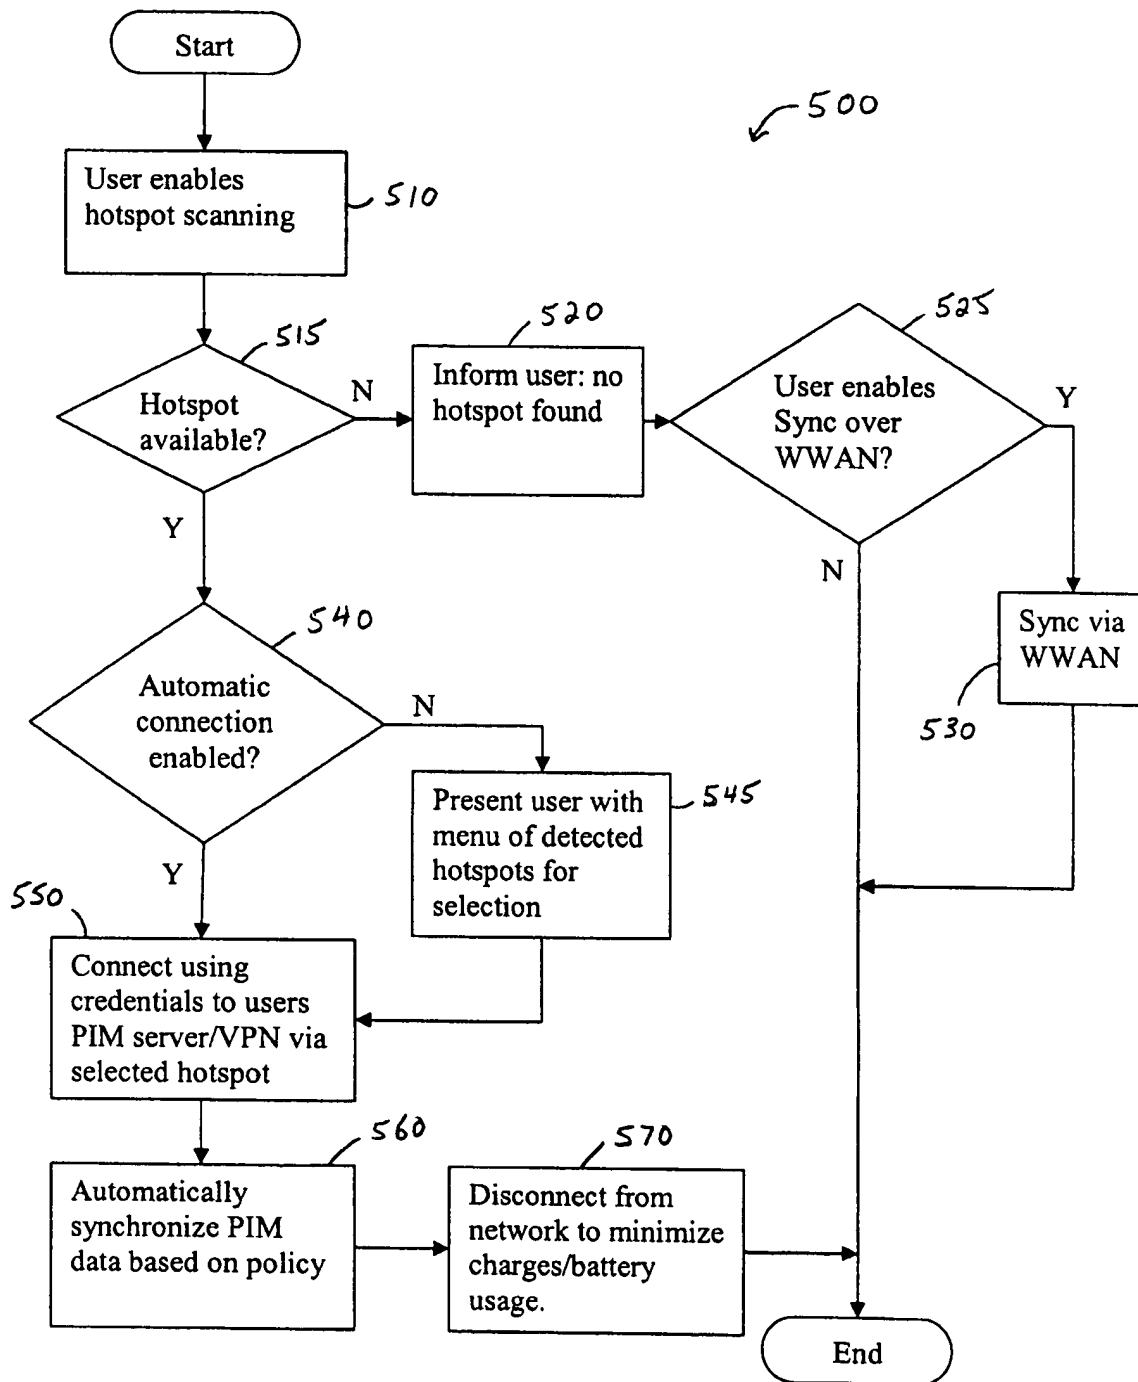 Start
500
User enables
hotspot scanning
510
515
Hotspot
available?
N
Y
520
Inform user: no
hotspot found
525
User enables
Sync over
WWAN?
Y
N
Sync via
WWAN
530
540
Automatic
connection
enabled?
N
Y
545
Present user with
menu of detected
hotspots for
selection
550
Connect using
credentials to users
PIM server/VPN via
selected hotspot
560
Automatically
synchronize PIM
data based on policy
570
Disconnect from
network to minimize
charges/battery
usage.
End